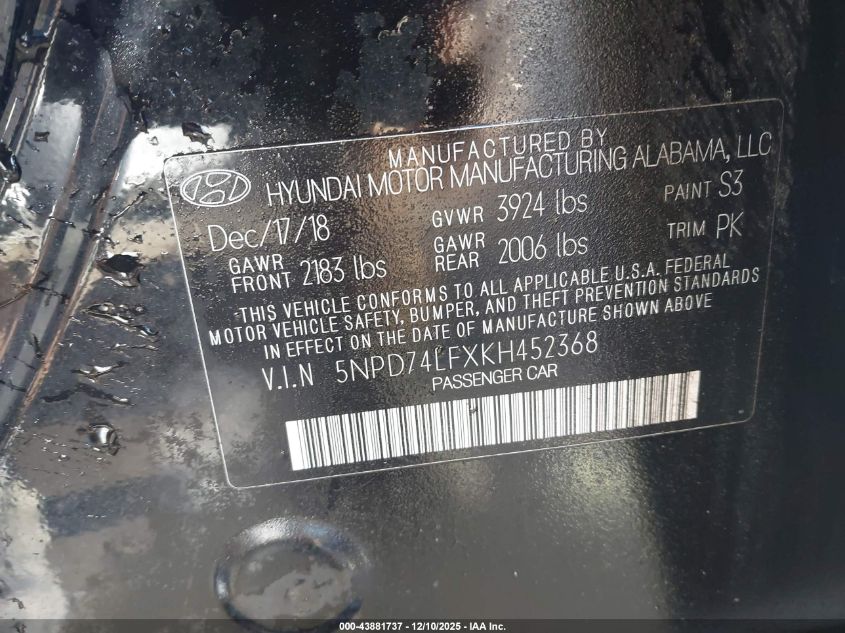 MANUFACTURED BY
HYUNDAI MOTOR MANUFACTURING ALABAMA, LLC
Dec/17/18 GVWR 3924 lbs PAINT S3
GAWR FRONT 2183 lbs GAWR REAR 2006 lbs TRIM PK
THIS VEHICLE CONFORMS TO ALL APPLICABLE U.S.A. FEDERAL
MOTOR VEHICLE SAFETY, BUMPER, AND THEFT PREVENTION STANDARDS
IN EFFECT ON THE DATE OF MANUFACTURE SHOWN ABOVE
V.I.N 5NPD74LFXKH452368
PASSENGER CAR
000-43881737 - 12/10/2025 - IAA Inc.